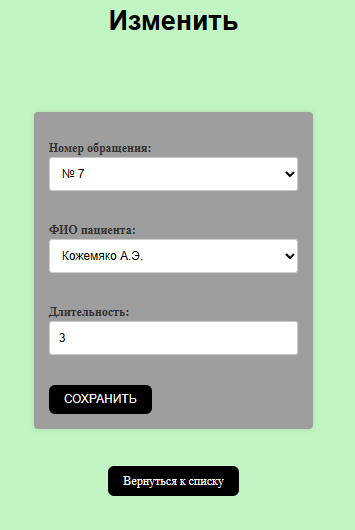 Изменить
Номер обращения:
№ 7
ФИО пациента:
Кожемяко А.Э.
Длительность:
3
СОХРАНИТЬ
Вернуться к списку